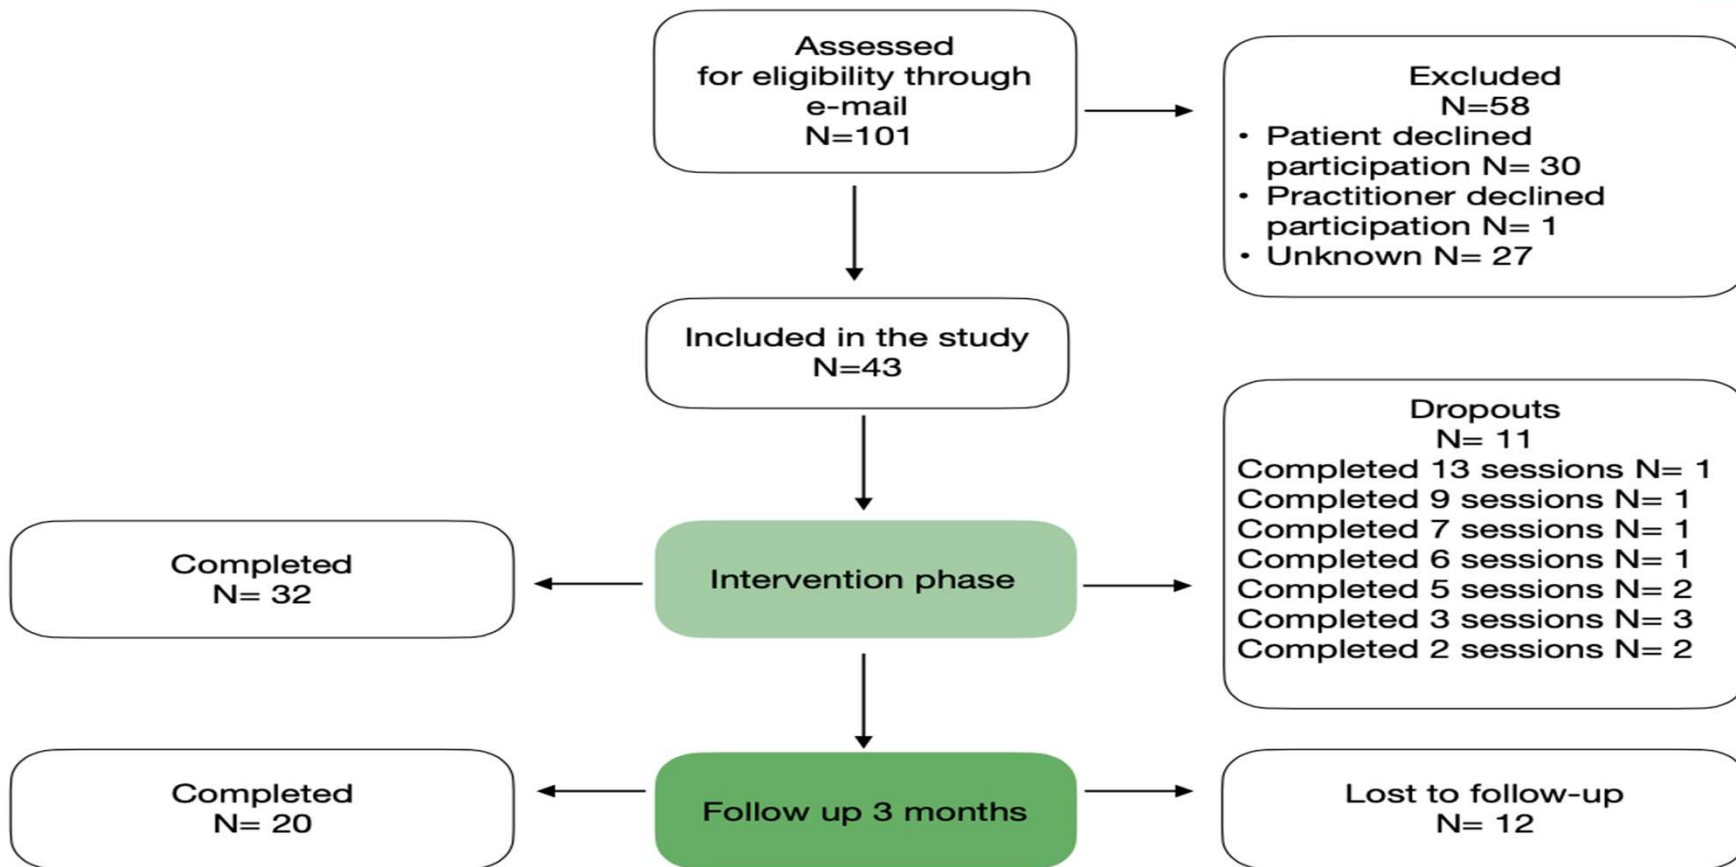 Assessed
for eligibility through
e-mail
N=101
Excluded
N=58
• Patient declined
participation N= 30
• Practitioner declined
participation N= 1
• Unknown N= 27
Included in the study
N=43
Dropouts
N= 11
Completed 13 sessions N= 1
Completed 9 sessions N= 1
Completed 7 sessions N= 1
Completed 6 sessions N= 1
Completed 5 sessions N= 2
Completed 3 sessions N= 3
Completed 2 sessions N= 2
Completed
N= 32
Intervention phase
Completed
N= 20
Follow up 3 months
Lost to follow-up
N= 12